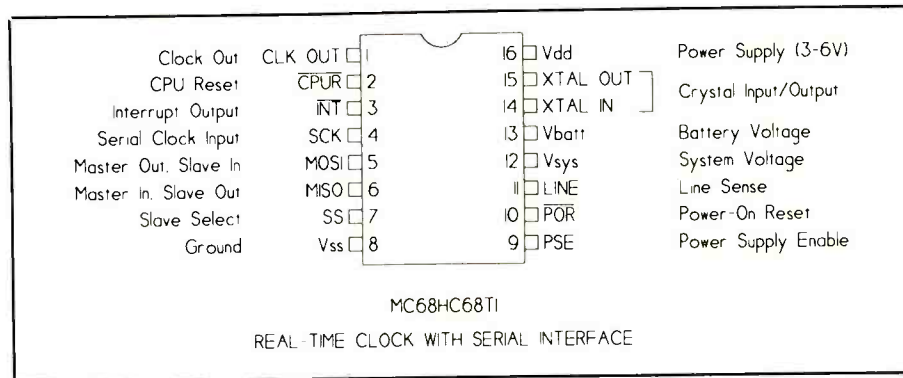 Clock Out CLK OUT 1 16 Vdd Power Supply (3-6V)
CPU Reset CPUR 2 15 XTAL OUT
Crystal Input/Output
Interrupt Output INT 3 14 XTAL IN
Serial Clock Input SCK 4 13 Vbatt Battery Voltage
Master Out, Slave In MOSI 5 12 Vsys System Voltage
Master In, Slave Out MISO 6 11 LINE Line Sense
Slave Select SS 7 10 POR Power-On Reset
Ground Vss 8 9 PSE Power Supply Enable
MC68HC68T1
REAL-TIME CLOCK WITH SERIAL INTERFACE